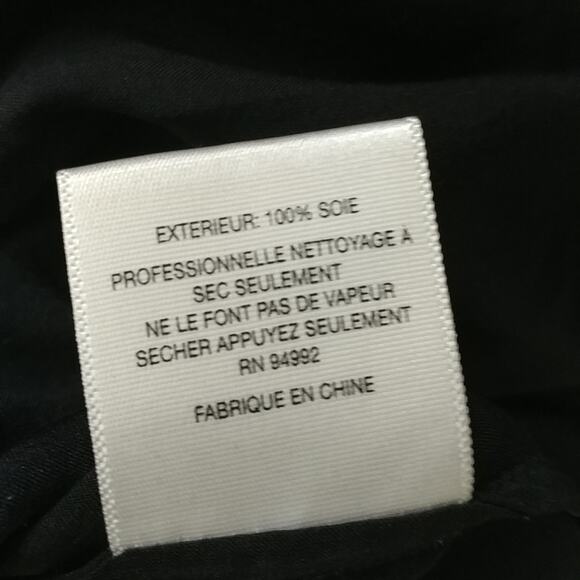 EXTERIEUR: 100% SOIE
PROFESSIONNELLE NETTOYAGE À
SEC SEULEMENT
NE LE FONT PAS DE VAPEUR
SECHER APPUYEZ SEULEMENT
RN 94992
FABRIQUE EN CHINE